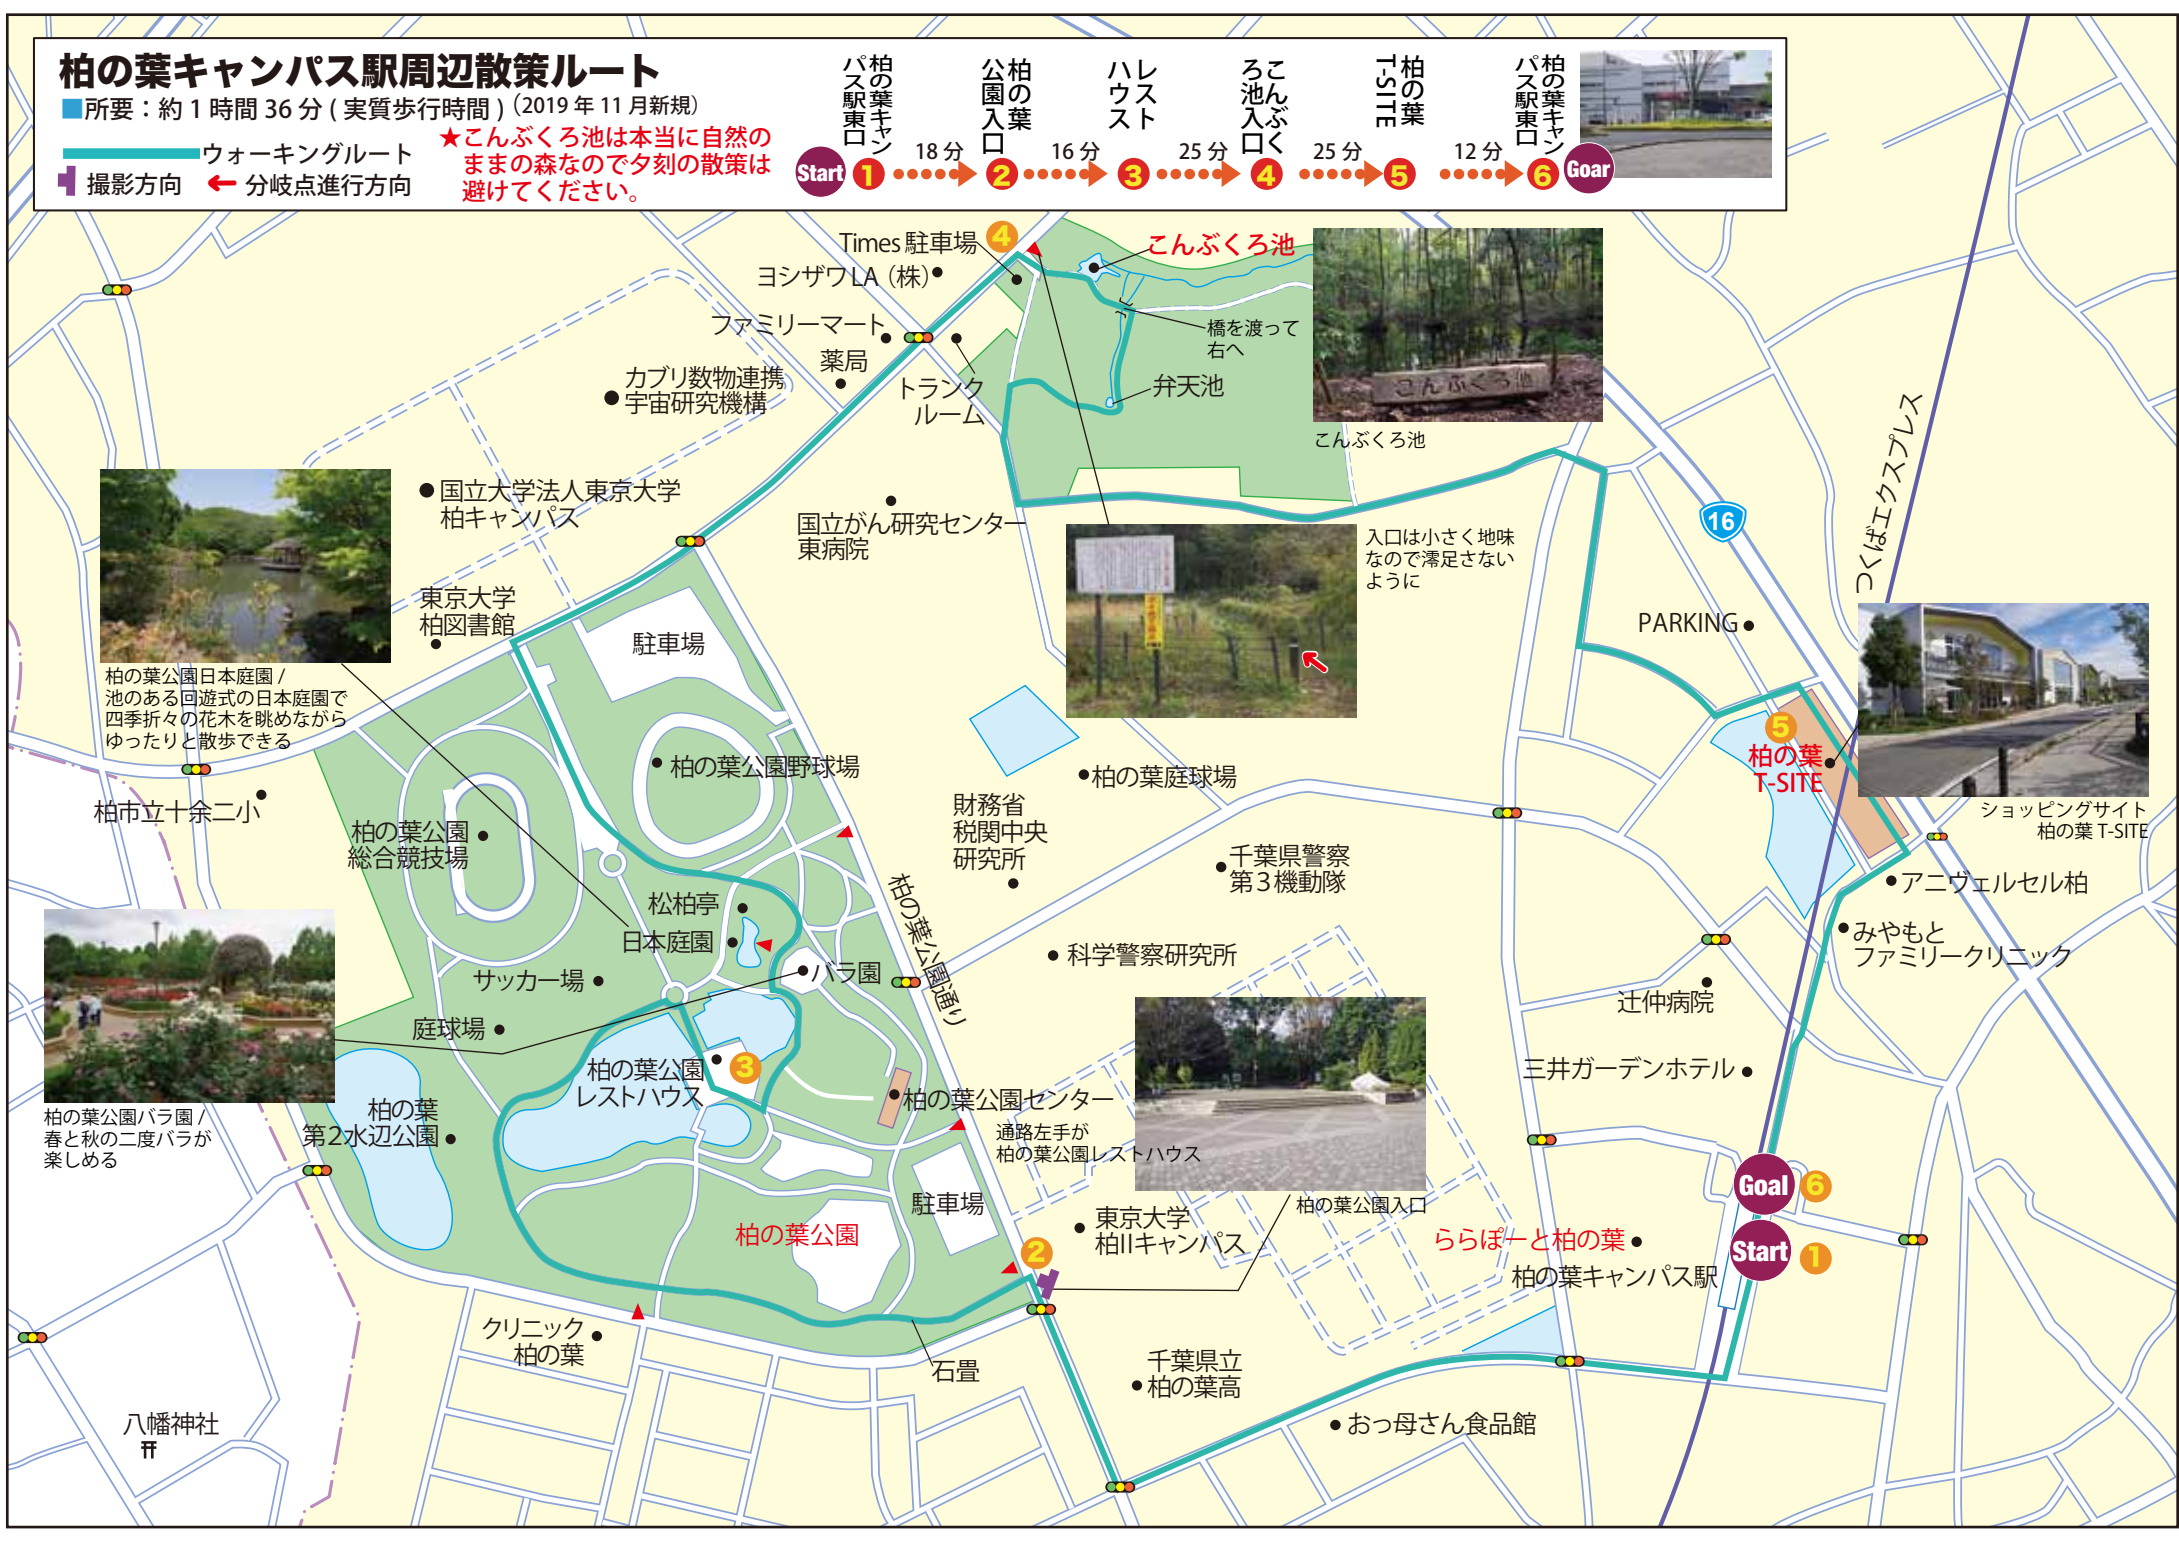 柏の葉キャンパス駅周辺散策ルート
■所要：約1時間36分(実質歩行時間)（2019年11月新規）
ウォーキングルート
撮影方向
分岐点進行方向
★こんぶくろ池は本当に自然の
ままの森なので夕刻の散策は
避けてください。
Start
柏の葉キャン
パス駅東口
1
18分
柏の葉
公園入口
2
16分
レスト
ハウス
3
25分
こんぶく
ろ池入口
4
25分
柏の葉
T-SITE
5
12分
柏の葉キャン
パス駅東口
6
Goar
Times 駐車場
4
ヨシザワLA（株）
こんぶくろ池
ファミリーマート
薬局
橋を渡って
右へ
カブリ数物連携
宇宙研究機構
トランク
ルーム
弁天池
こんぶくろ池
こんぶくろ池
つくばエクスプレス
16
国立大学法人東京大学
柏キャンパス
国立がん研究センター
東病院
入口は小さく地味
なので澪足さない
ように
東京大学
柏図書館
駐車場
PARKING
柏の葉公園日本庭園 /
池のある回遊式の日本庭園で
四季折々の花木を眺めながら
ゆったりと散歩できる
5
柏の葉
T-SITE
柏の葉公園野球場
柏の葉庭球場
柏市立十余二小
ショッピングサイト
柏の葉 T-SITE
柏の葉公園
総合競技場
財務省
税関中央
研究所
千葉県警察
第3機動隊
アニヴェルセル柏
松柏亭
日本庭園
柏の葉公園通り
みやもと
ファミリークリニック
科学警察研究所
サッカー場
バラ園
辻仲病院
庭球場
柏の葉公園
レストハウス
3
三井ガーデンホテル
柏の葉公園センター
柏の葉公園バラ園 /
春と秋の二度バラが
楽しめる
柏の葉
第2水辺公園
通路左手が
柏の葉公園レストハウス
柏の葉公園入口
駐車場
柏の葉公園
2
東京大学
柏IIキャンパス
Goal
6
ららぽーと柏の葉
Start
1
柏の葉キャンパス駅
クリニック
柏の葉
石畳
千葉県立
柏の葉高
おっ母さん食品館
八幡神社